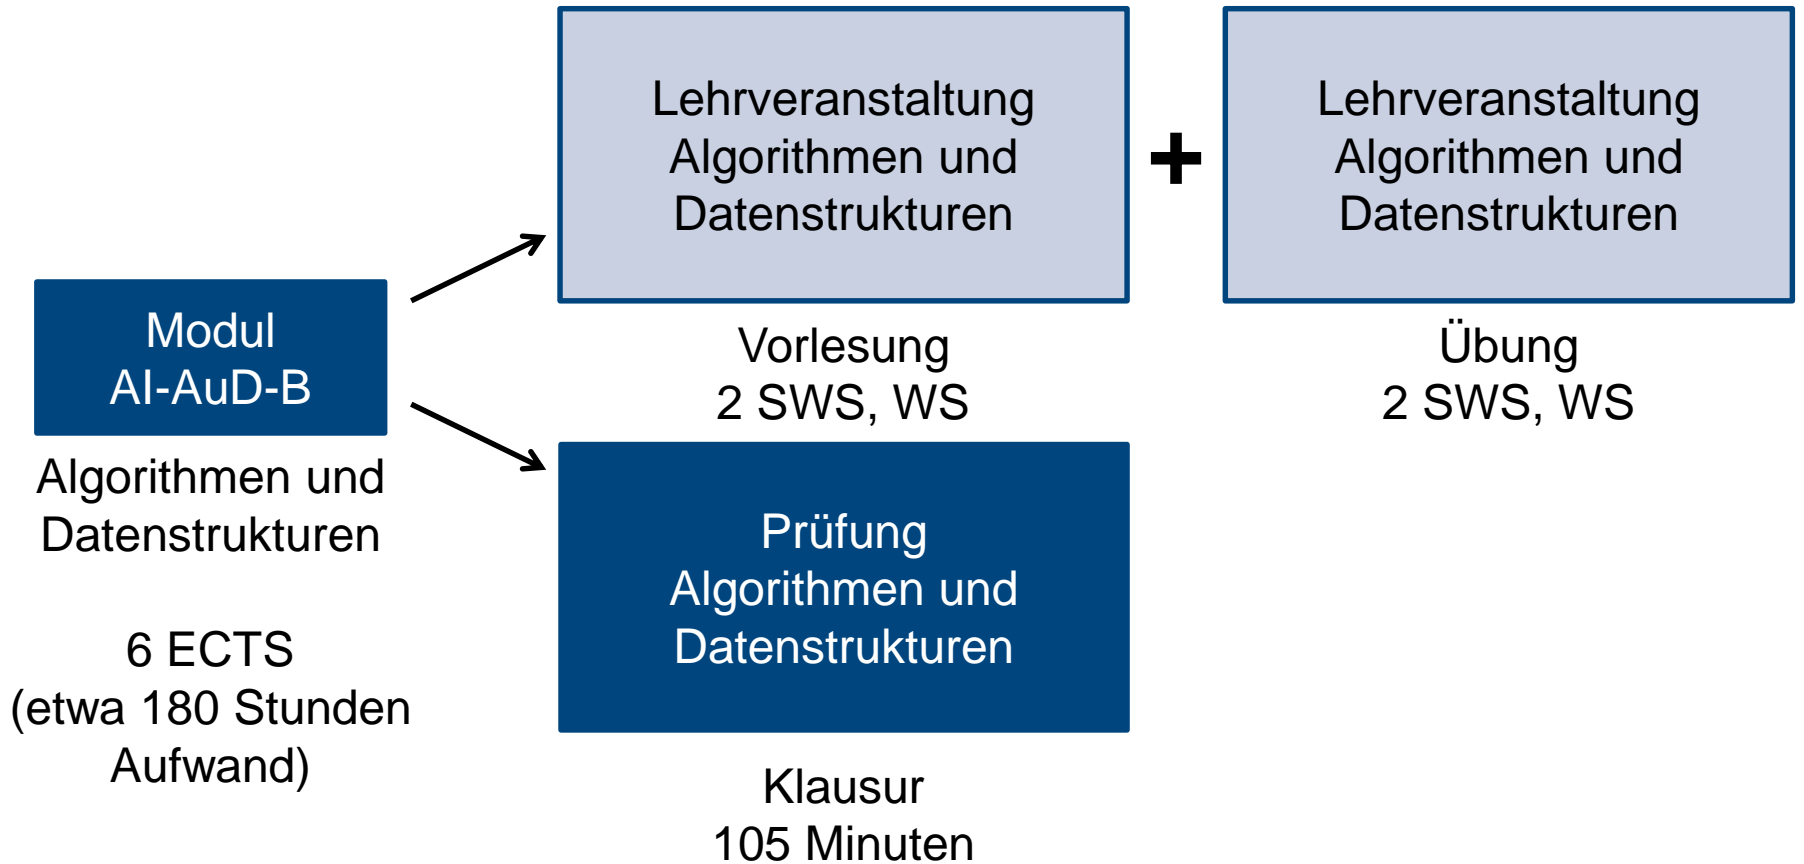 Modul
AI-AuD-B
Algorithmen und
Datenstrukturen
6 ECTS
(etwa 180 Stunden
Aufwand)
Lehrveranstaltung
Algorithmen und
Datenstrukturen
Vorlesung
2 SWS, WS
+
Lehrveranstaltung
Algorithmen und
Datenstrukturen
Übung
2 SWS, WS
Prüfung
Algorithmen und
Datenstrukturen
Klausur
105 Minuten